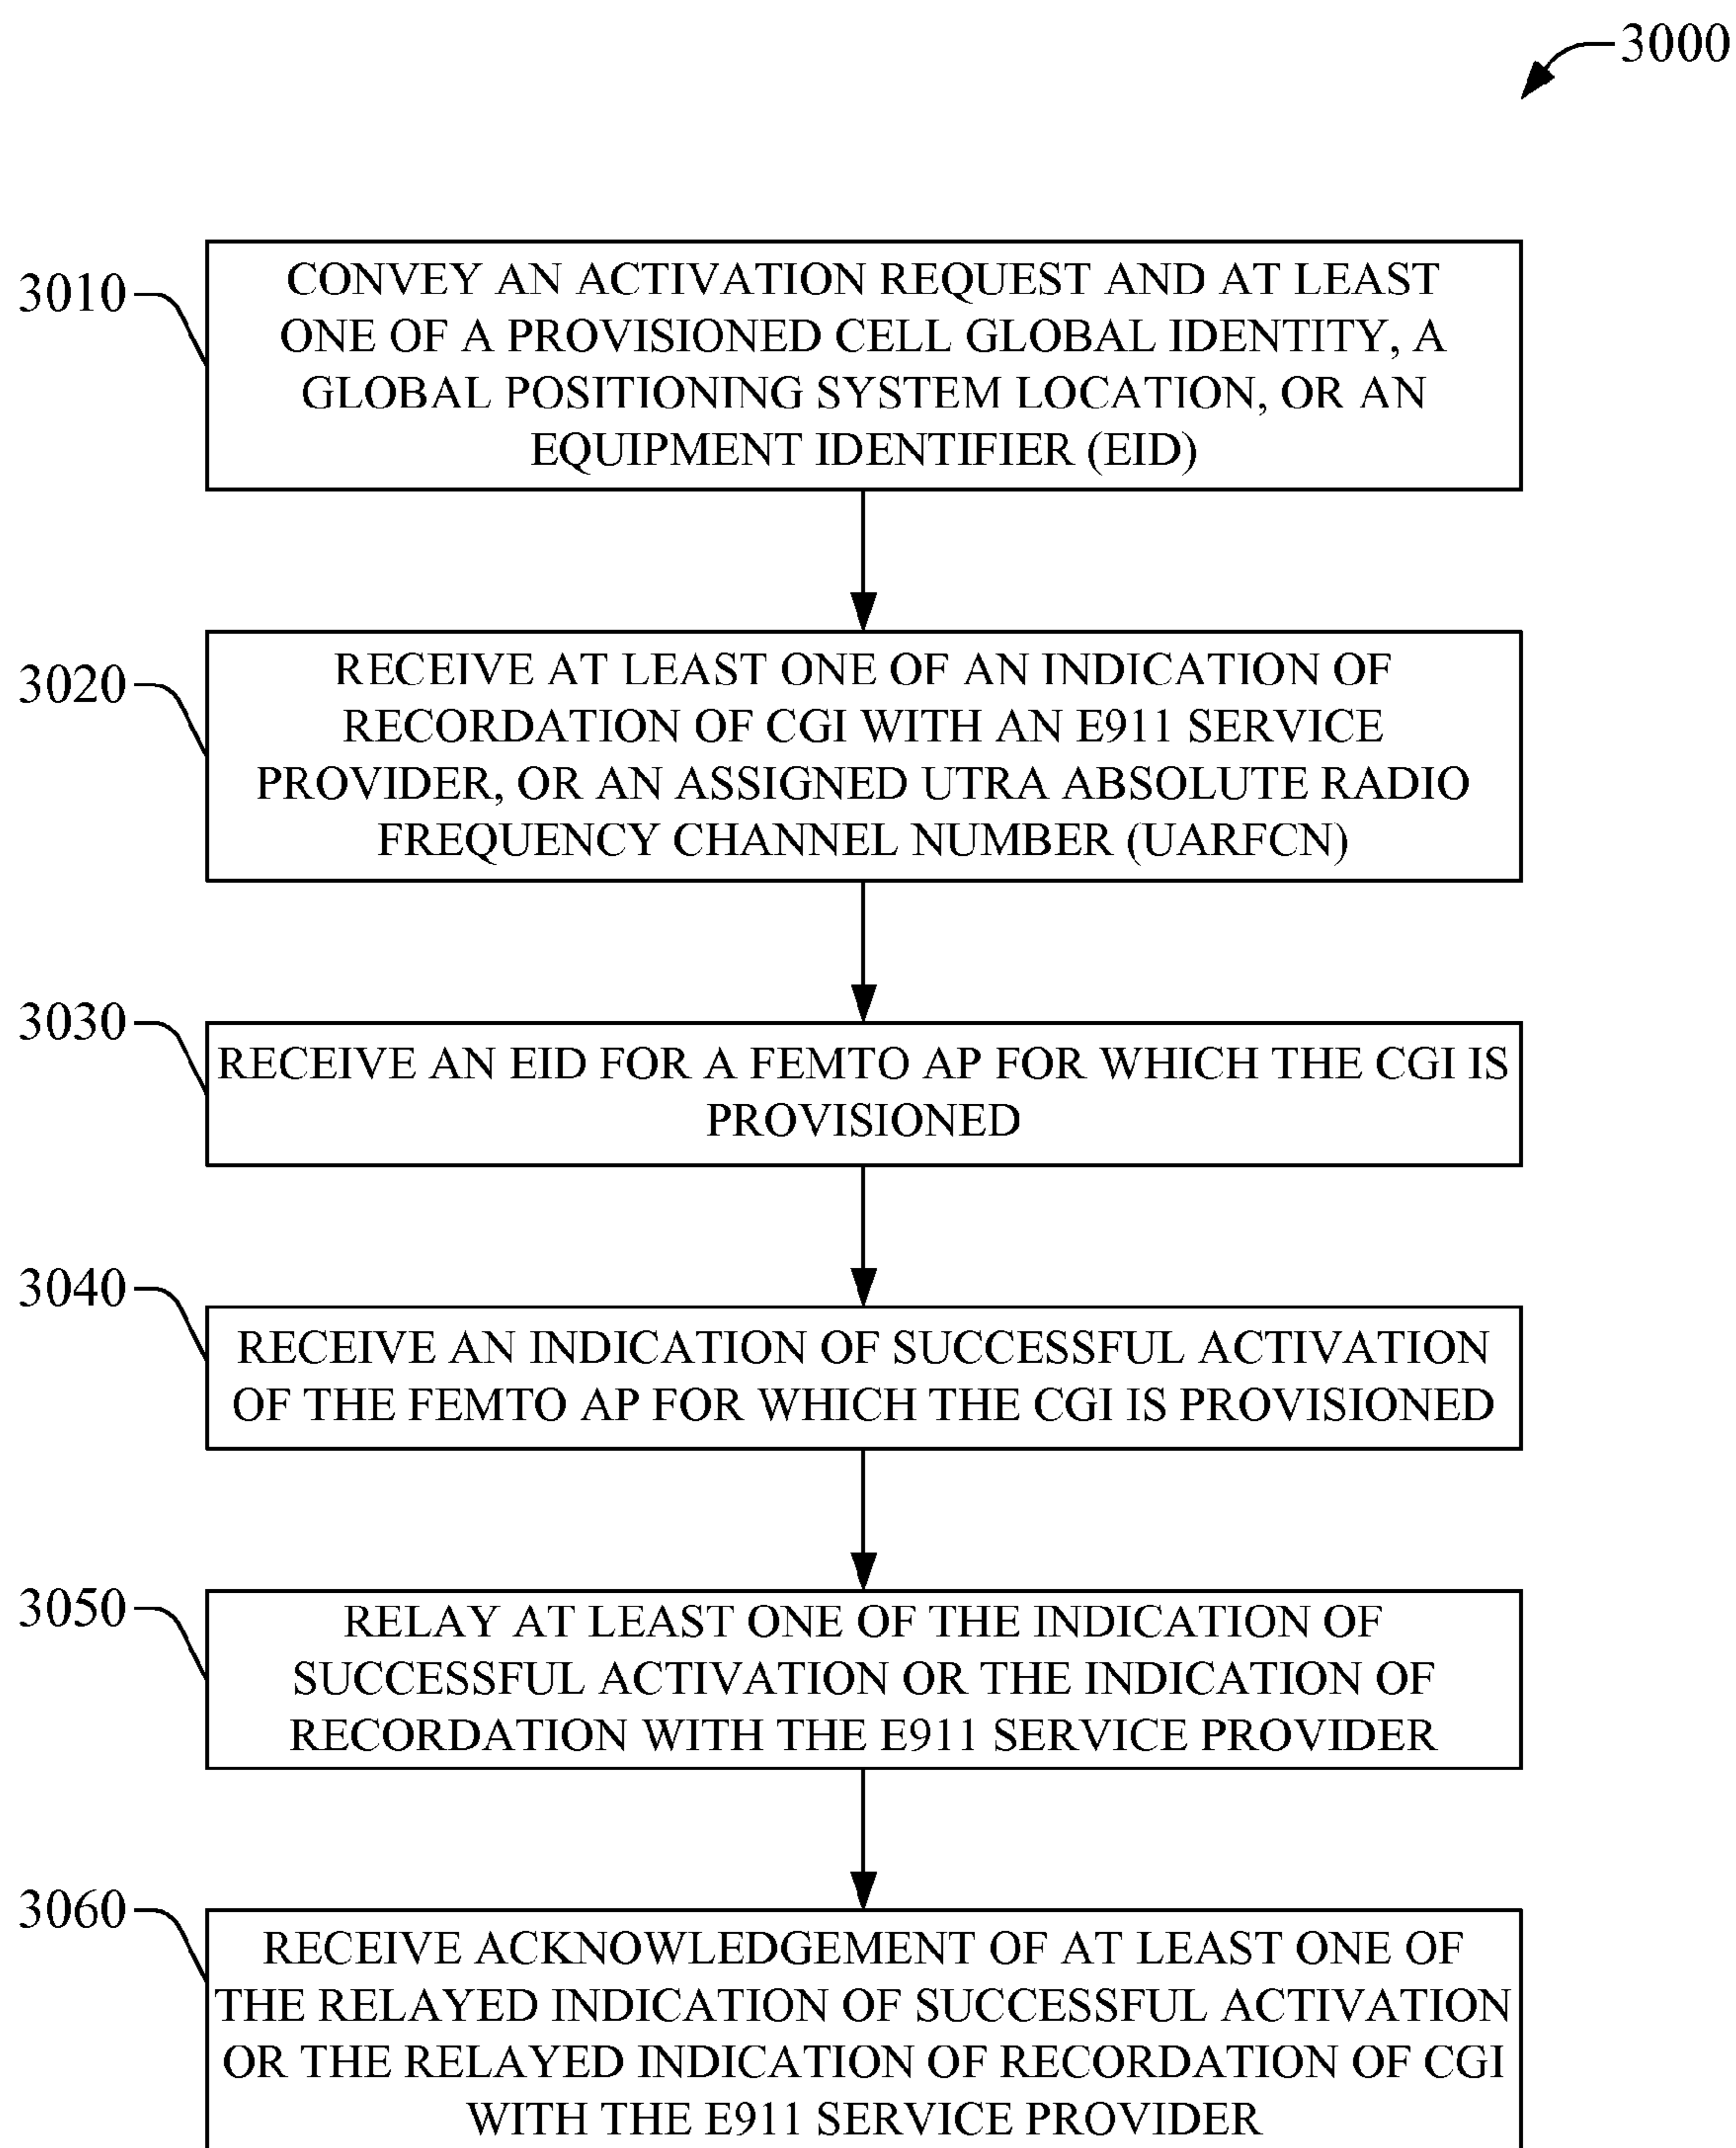 3000
3010
CONVEY AN ACTIVATION REQUEST AND AT LEAST
ONE OF A PROVISIONED CELL GLOBAL IDENTITY, A
GLOBAL POSITIONING SYSTEM LOCATION, OR AN
EQUIPMENT IDENTIFIER (EID)
3020
RECEIVE AT LEAST ONE OF AN INDICATION OF
RECORDATION OF CGI WITH AN E911 SERVICE
PROVIDER, OR AN ASSIGNED UTRA ABSOLUTE RADIO
FREQUENCY CHANNEL NUMBER (UARFCN)
3030
RECEIVE AN EID FOR A FEMTO AP FOR WHICH THE CGI IS
PROVISIONED
3040
RECEIVE AN INDICATION OF SUCCESSFUL ACTIVATION
OF THE FEMTO AP FOR WHICH THE CGI IS PROVISIONED
3050
RELAY AT LEAST ONE OF THE INDICATION OF
SUCCESSFUL ACTIVATION OR THE INDICATION OF
RECORDATION WITH THE E911 SERVICE PROVIDER
3060
RECEIVE ACKNOWLEDGEMENT OF AT LEAST ONE OF
THE RELAYED INDICATION OF SUCCESSFUL ACTIVATION
OR THE RELAYED INDICATION OF RECORDATION OF CGI
WITH THE E911 SERVICE PROVIDER